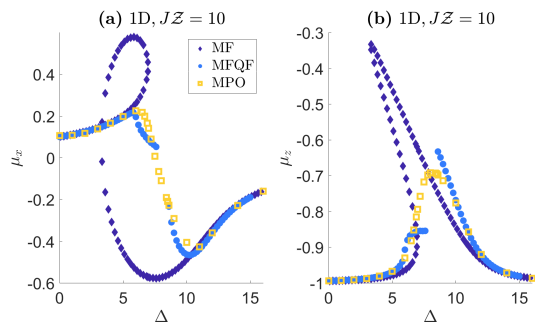 (a) 1D, J𝒵 = 10
μx
0.4
0.2
0
-0.2
-0.4
-0.6
0
5
10
15
Δ
MF
MFQF
MPO
(b) 1D, J𝒵 = 10
μz
-0.3
-0.4
-0.5
-0.6
-0.7
-0.8
-0.9
-1
0
5
10
15
Δ